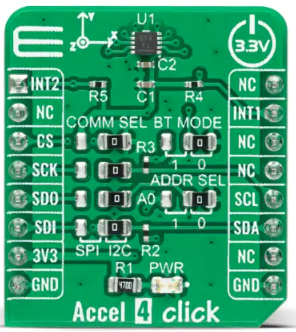 U1
Y
Z X
3.3V
C2
INT2 R5 C1 R4 NC
NC INT1
COMM SEL BT MODE
CS R3 NC
SCK 1 0 NC
ADDR SEL
SDO A0 SCL
SDI 1 0 SDA
SPI I2C R2
3V3 NC
R1 PWR
GND 4700 GND
Accel 4 click